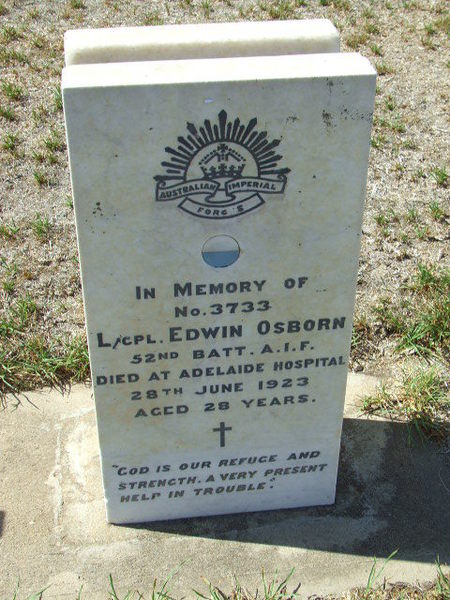 AUSTRALIAN IMPERIAL
FORCES
IN MEMORY OF
NO.3733
L/CPL. EDWIN OSBORN
52ND BATT. A.I.F.
DIED AT ADELAIDE HOSPITAL
28TH JUNE 1923
AGED 28 YEARS.
"GOD IS OUR REFUGE AND
STRENGTH. A VERY PRESENT
HELP IN TROUBLE".